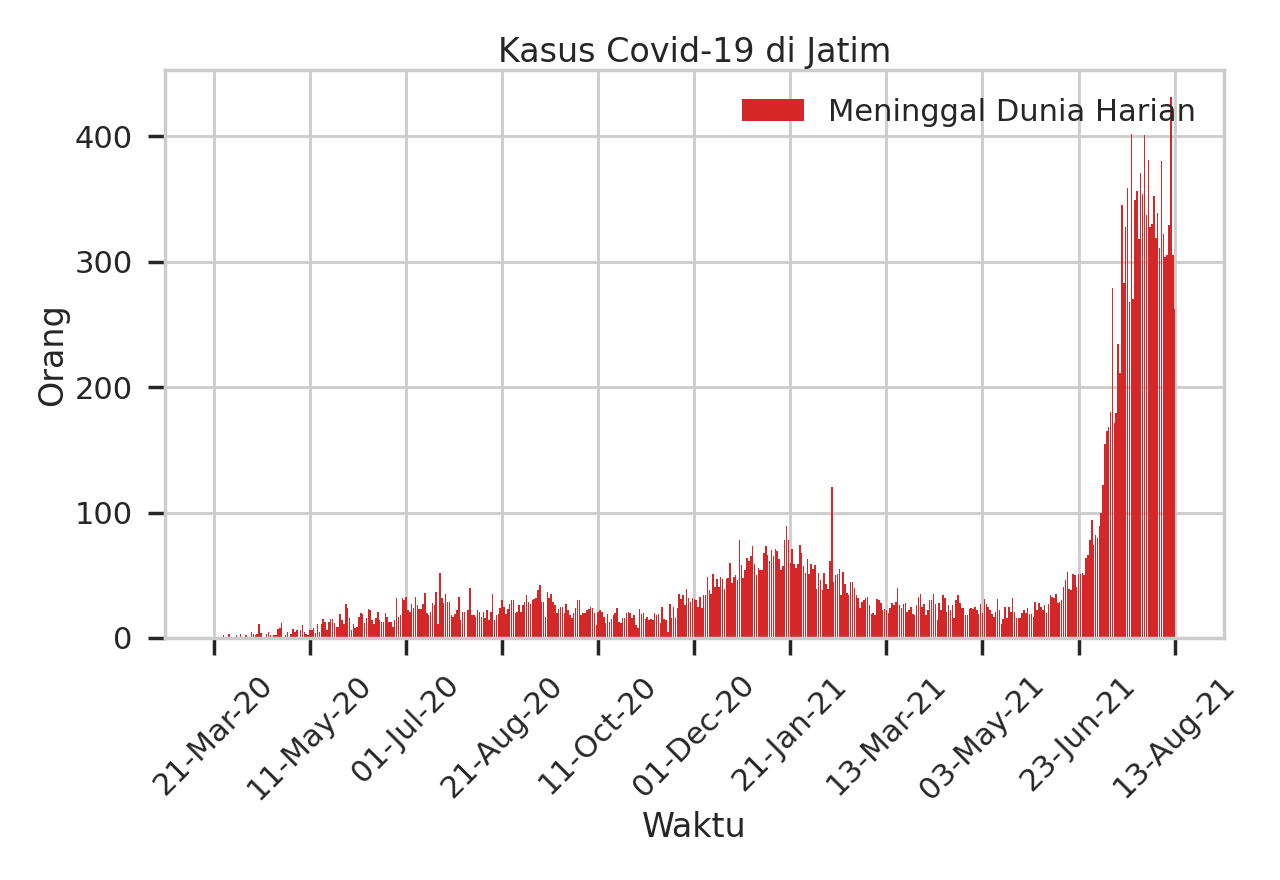 Kasus Covid-19 di Jatim
Meninggal Dunia Harian
Orang
400
300
200
100
0
21-Mar-20
11-May-20
01-Jul-20
21-Aug-20
11-Oct-20
01-Dec-20
21-Jan-21
13-Mar-21
03-May-21
23-Jun-21
13-Aug-21
Waktu